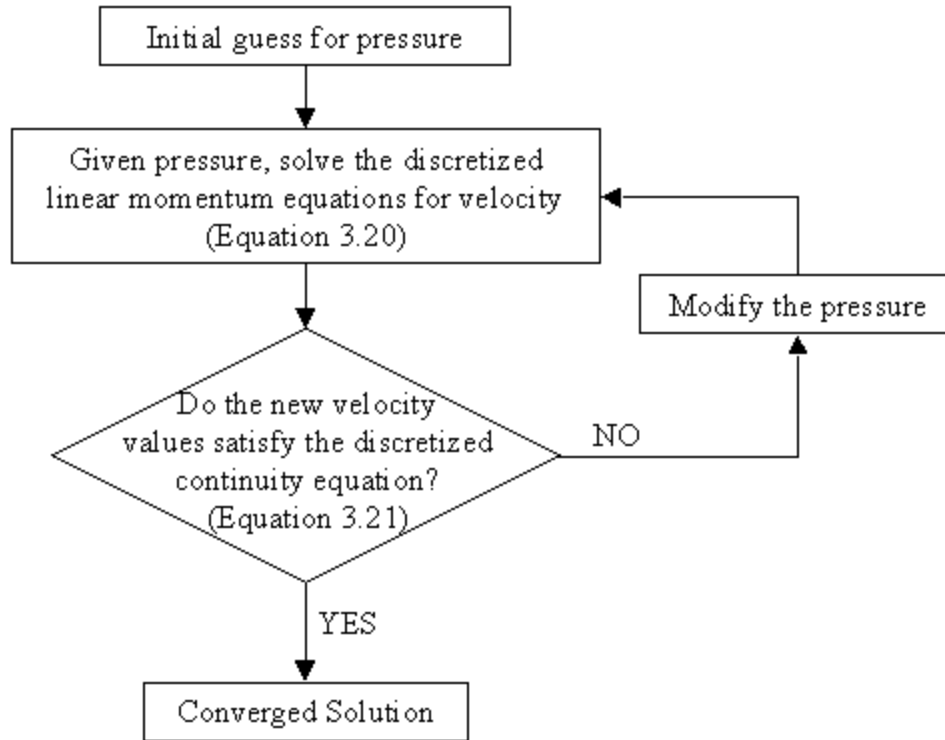 Initial guess for pressure
Given pressure, solve the discretized
linear momentum equations for velocity
(Equation 3.20)
Modify the pressure
Do the new velocity
values satisfy the discretized
continuity equation?
(Equation 3.21)
NO
YES
Converged Solution